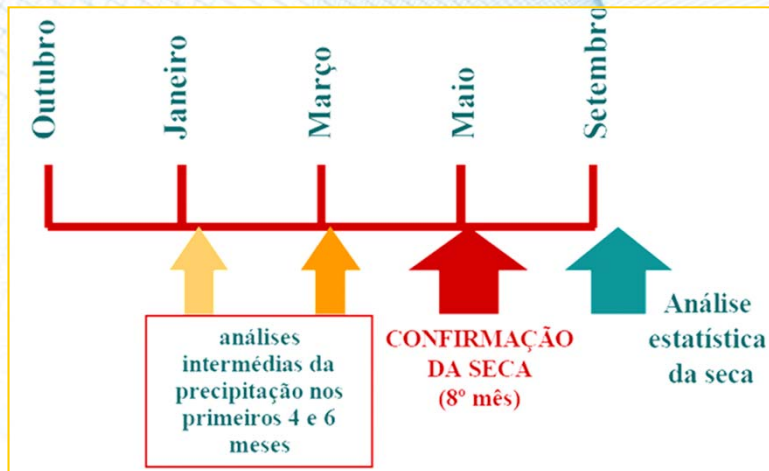 Outubro
Janeiro
Março
Maio
Setembro
análises
intermédias da
precipitação nos
primeiros 4 e 6
meses
CONFIRMAÇÃO
DA SECA
(8º mês)
Análise
estatística
da seca